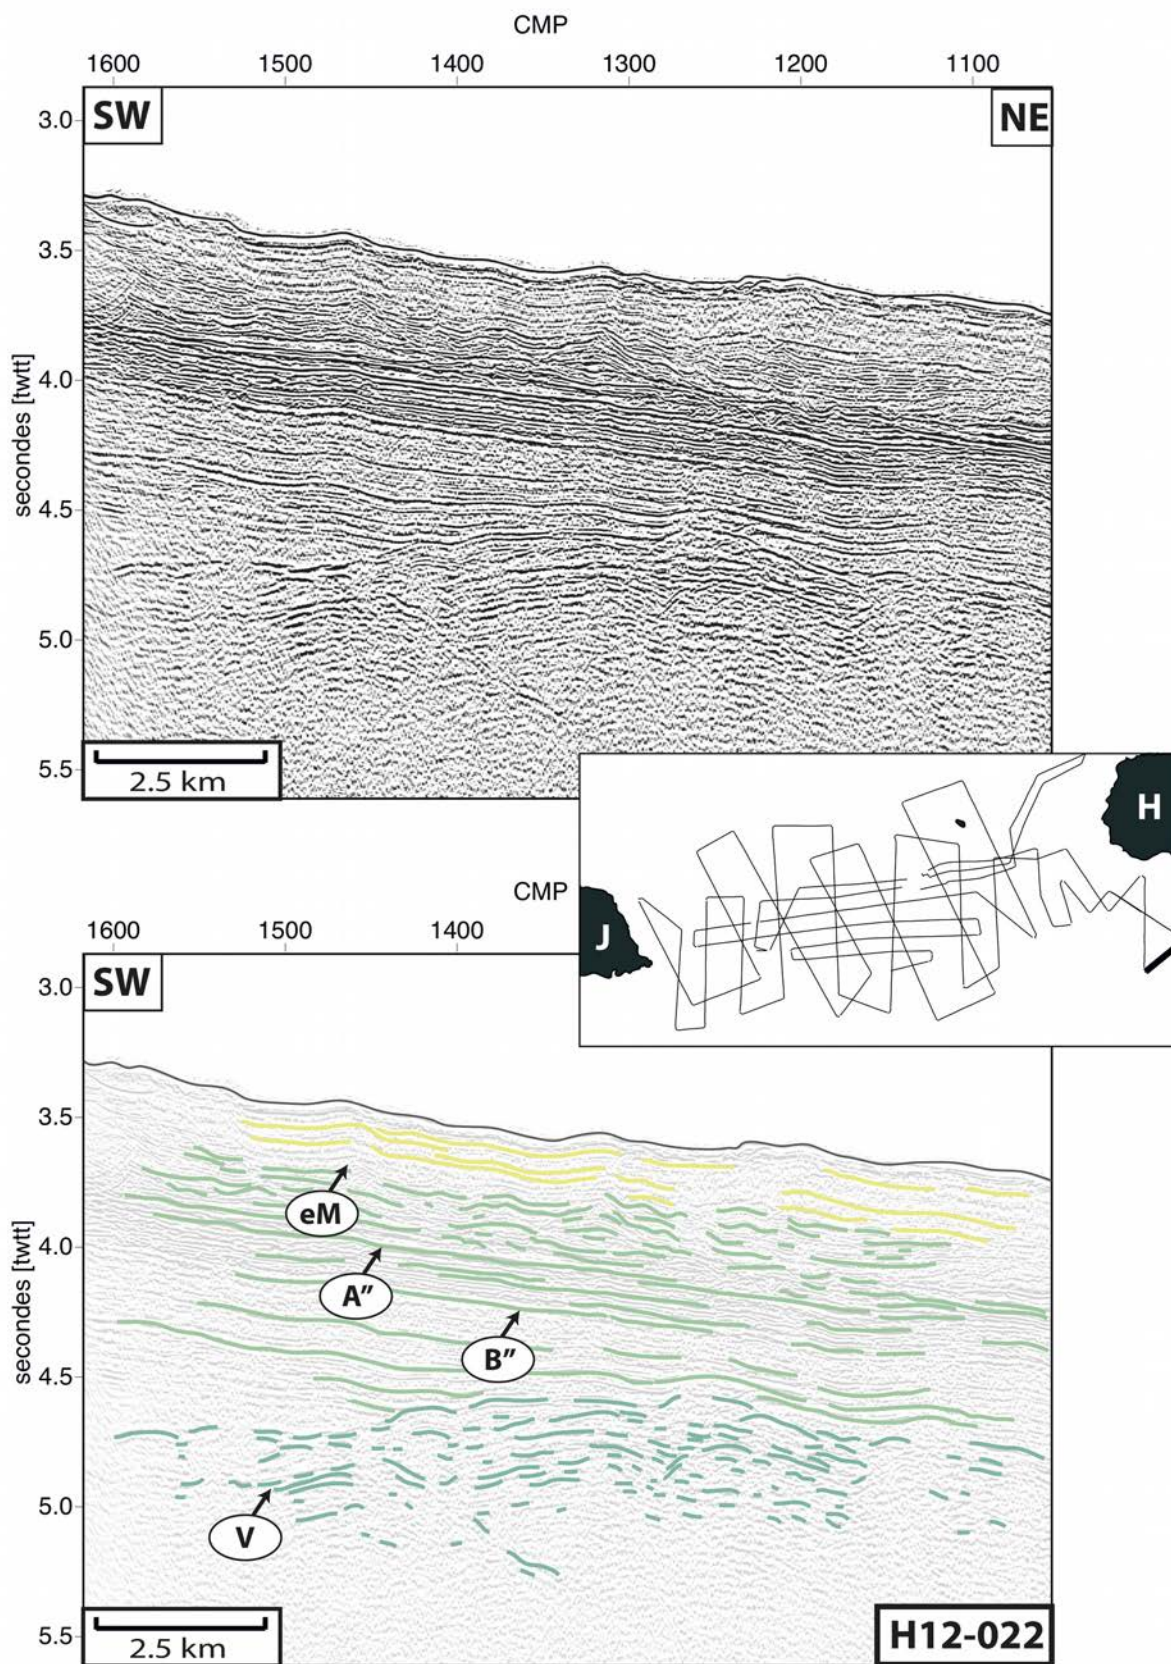 CMP
1600 1500 1400 1300 1200 1100
SW NE
3.0
3.5
4.0
4.5
5.0
5.5
secondes [twtt]
2.5 km
H
J
CMP
1600 1500 1400
SW
3.0
3.5
4.0
4.5
5.0
5.5
secondes [twtt]
eM
A”
B”
V
2.5 km
H12-022